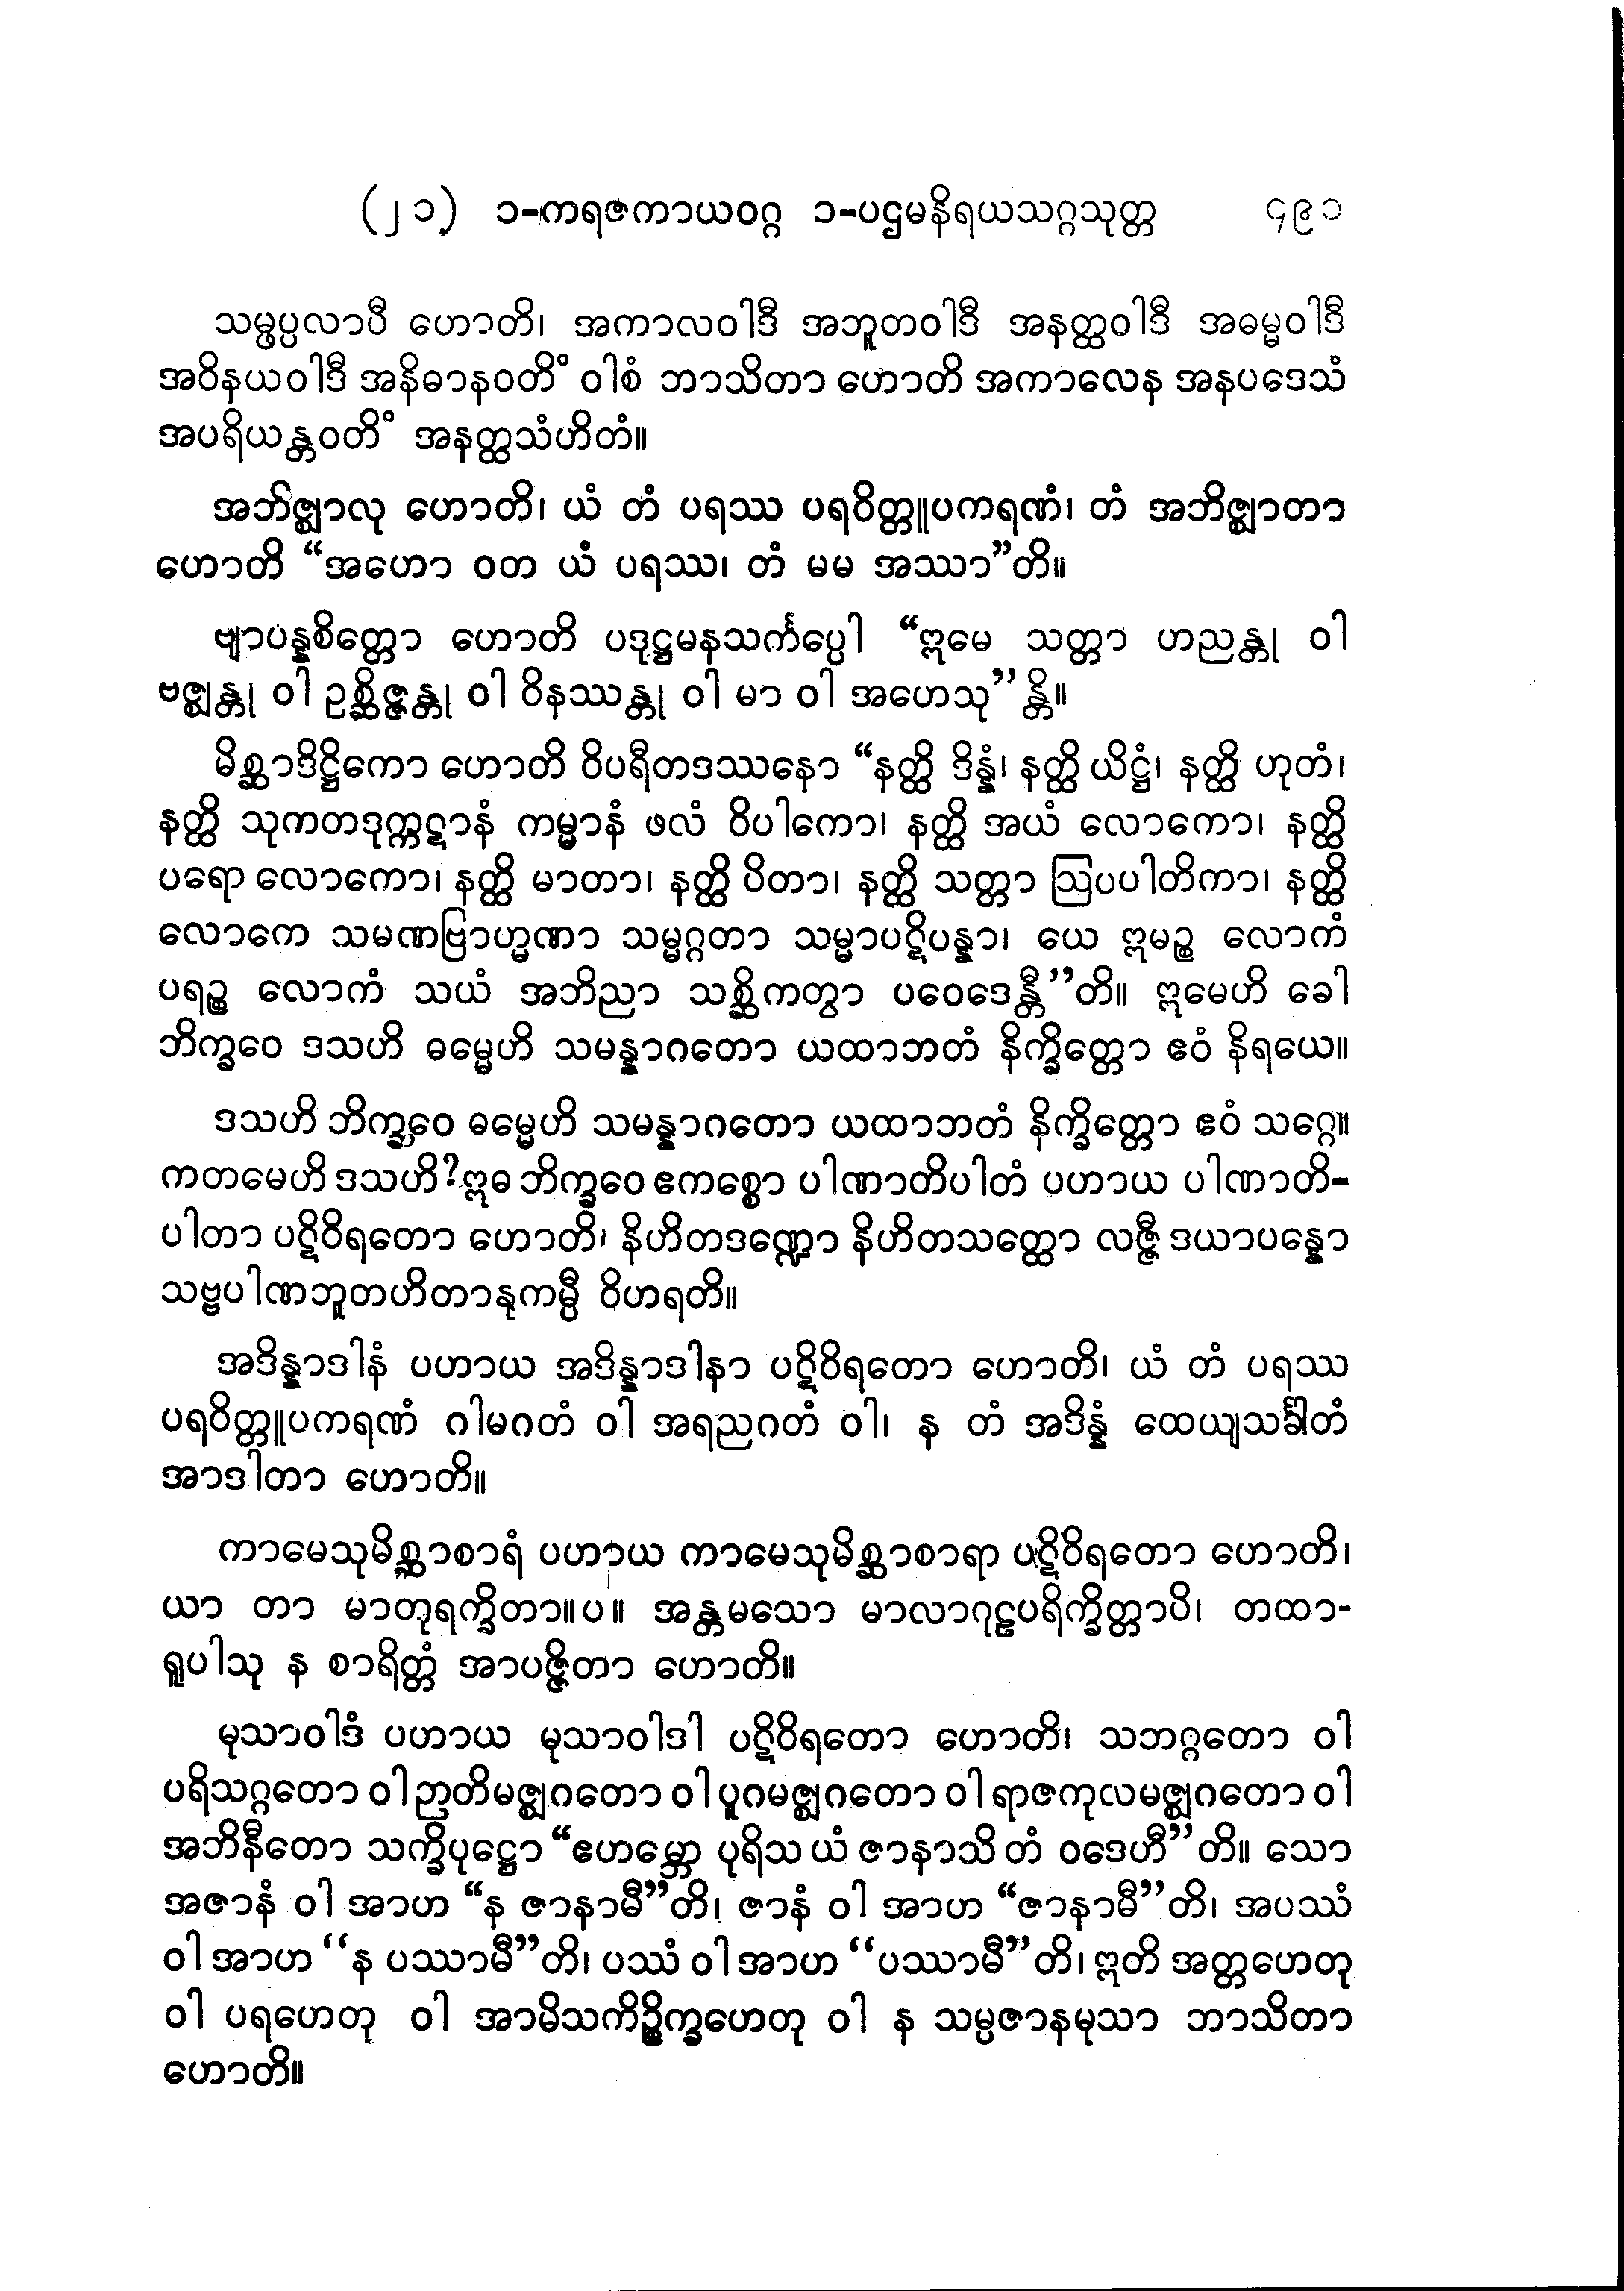 (၂၁) ၁-ကရဇကာယဝဂ္ဂ ၁-ပဌမနိရယသဂ္ဂသုတ္တ ၄၉၁
သမ္ဖပ္ပလာပီ ဟောတိ၊ အကာလဝါဒီ အဘူတဝါဒီ အနတ္ထဝါဒီ အဓမ္မဝါဒီ
အဝိနယဝါဒီ အနိဓာနဝတိံ ဝါစံ ဘာသိတာ ဟောတိ အကာလေန အနပဒေသံ
အပရိယန္တဝတိံ အနတ္ထသံဟိတံ။
အဘိဇ္ဈာလု ဟောတိ၊ ယံ တံ ပရဿ ပရဝိတ္တူပကရဏံ၊ တံ အဘိဇ္ဈာတာ
ဟောတိ “အဟော ဝတ ယံ ပရဿ၊ တံ မမ အဿာ”တိ။
ဗျာပန္နစိတ္တော ဟောတိ ပဒုဋ္ဌမနသင်္ကပ္ပေါ “ဣမေ သတ္တာ ဟညန္တု ဝါ
ဗဇ္ဈန္တု ဝါ ဥစ္ဆိဇ္ဇန္တု ဝါ ဝိနဿန္တု ဝါ မာ ဝါ အဟေသု”န္တိ။
မိစ္ဆာဒိဋ္ဌိကော ဟောတိ ဝိပရီတဒဿနော “နတ္ထိ ဒိန္နံ၊ နတ္ထိ ယိဋ္ဌံ၊ နတ္ထိ ဟုတံ၊
နတ္ထိ သုကတဒုက္ကဋာနံ ကမ္မာနံ ဖလံ ဝိပါကော၊ နတ္ထိ အယံ လောကော၊ နတ္ထိ
ပရော လောကော၊ နတ္ထိ မာတာ၊ နတ္ထိ ပိတာ၊ နတ္ထိ သတ္တာ ဩပပါတိကာ၊ နတ္ထိ
လောကေ သမဏဗြာဟ္မဏာ သမ္မဂ္ဂတာ သမ္မာပဋိပန္နာ၊ ယေ ဣမဉ္စ လောကံ
ပရဉ္စ လောကံ သယံ အဘိညာ သစ္ဆိကတွာ ပဝေဒေန္တီ”တိ။ ဣမေဟိ ခေါ
ဘိက္ခဝေ ဒသဟိ ဓမ္မေဟိ သမန္နာဂတော ယထာဘတံ နိက္ခိတ္တော ဧဝံ နိရယေ။
ဒသဟိ ဘိက္ခဝေ ဓမ္မေဟိ သမန္နာဂတော ယထာဘတံ နိက္ခိတ္တော ဧဝံ သဂ္ဂေ။
ကတမေဟိ ဒသဟိ? ဣဓ ဘိက္ခဝေ ဧကစ္စော ပါဏာတိပါတံ ပဟာယ ပါဏာတိ-
ပါတာ ပဋိဝိရတော ဟောတိ၊ နိဟိတဒဏ္ဍော နိဟိတသတ္ထော လဇ္ဇီ ဒယာပန္နော
သဗ္ဗပါဏဘူတဟိတာနုကမ္ပီ ဝိဟရတိ။
အဒိန္နာဒါနံ ပဟာယ အဒိန္နာဒါနာ ပဋိဝိရတော ဟောတိ၊ ယံ တံ ပရဿ
ပရဝိတ္တူပကရဏံ ဂါမဂတံ ဝါ အရညဂတံ ဝါ၊ န တံ အဒိန္နံ ထေယျသင်္ခါတံ
အာဒါတာ ဟောတိ။
ကာမေသုမိစ္ဆာစာရံ ပဟာယ ကာမေသုမိစ္ဆာစာရာ ပဋိဝိရတော ဟောတိ၊
ယာ တာ မာတုရက္ခိတာ။ပ။ အန္တမသော မာလာဂုဠပရိက္ခိတ္တာပိ၊ တထာ-
ရူပါသု န စာရိတ္တံ အာပဇ္ဇိတာ ဟောတိ။
မုသာဝါဒံ ပဟာယ မုသာဝါဒါ ပဋိဝိရတော ဟောတိ၊ သဘဂ္ဂတော ဝါ
ပရိသဂ္ဂတော ဝါ ဉာတိမဇ္ဈဂတော ဝါ ပူဂမဇ္ဈဂတော ဝါ ရာဇကုလမဇ္ဈဂတော ဝါ
အဘိနီတော သက္ခိပုဋ္ဌော “ဧဟမ္ဘော ပုရိသ ယံ ဇာနာသိ တံ ဝဒေဟီ”တိ။ သော
အဇာနံ ဝါ အာဟ “န ဇာနာမီ”တိ၊ ဇာနံ ဝါ အာဟ “ဇာနာမီ”တိ၊ အပဿံ
ဝါ အာဟ “န ပဿာမီ”တိ၊ ပဿံ ဝါ အာဟ “ပဿာမီ”တိ၊ ဣတိ အတ္တဟေတု
ဝါ ပရဟေတု ဝါ အာမိသကိဉ္စိက္ခဟေတု ဝါ န သမ္ပဇာနမုသာ ဘာသိတာ
ဟောတိ။